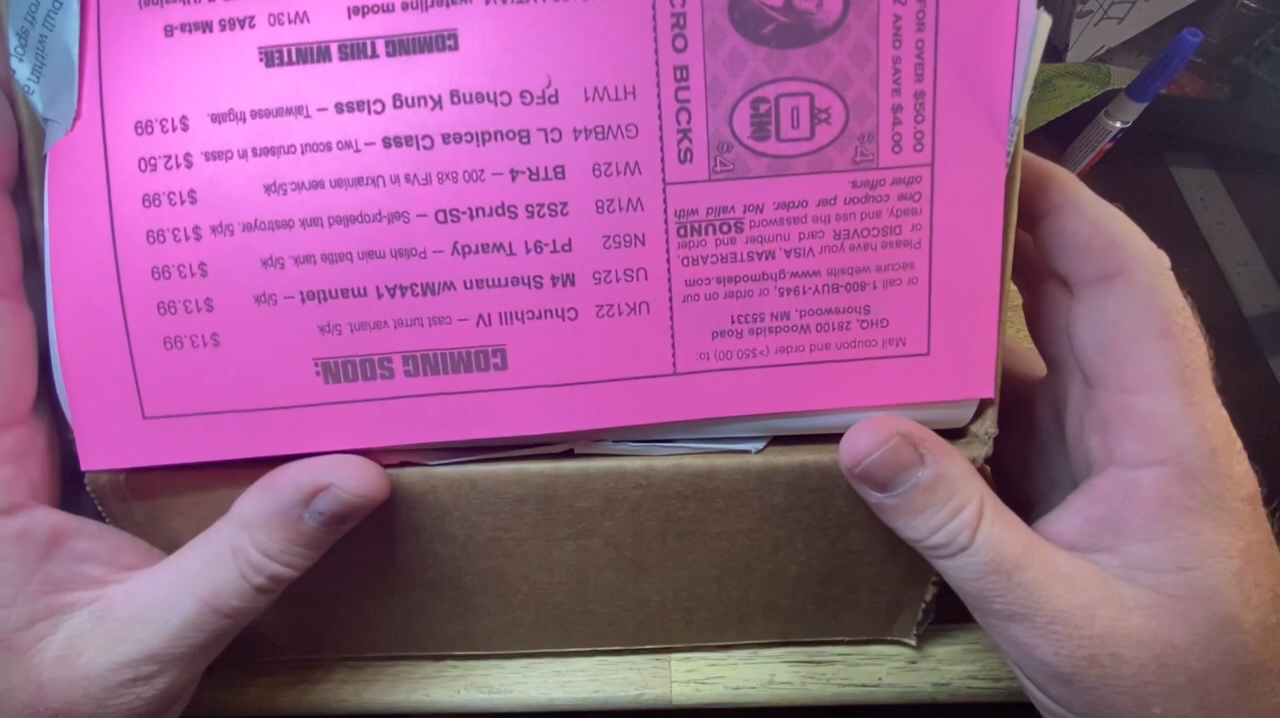 COMING SOON:
UK122 Churchill IV – cast turret variant. 5/pk $13.99
US125 M4 Sherman w/M34A1 mantlet – 5/pk $13.99
N652 PT-91 Twardy – Polish main battle tank. 5/pk $13.99
W128 2S25 Sprut-SD – Self-propelled tank destroyer. 5/pk $13.99
W129 BTR-4 – 200 8x8 IFVs in Ukrainian servic 5/pk $13.99
GWB44 CL Boudicea Class – Two scout cruisers in class. $12.50
HTW1 PFG Cheng Kung Class – Taiwanese frigate. $13.99
COMING THIS WINTER:
W130 2A65 Msta-B
waterline model
Mail coupon and order (>$50.00) to:
GHQ, 28100 Woodside Road
Shorewood, MN 55331
or call 1-800-BUY-1945, or order on our
secure website www.ghqmodels.com
Please have your VISA, MASTERCARD,
or DISCOVER card number and order
ready, and use the password SOUND
One coupon per order. Not valid with
other offers.
$4
$4
GHQ
CRO BUCKS
FOR OVER $50.00
AND SAVE $4.00